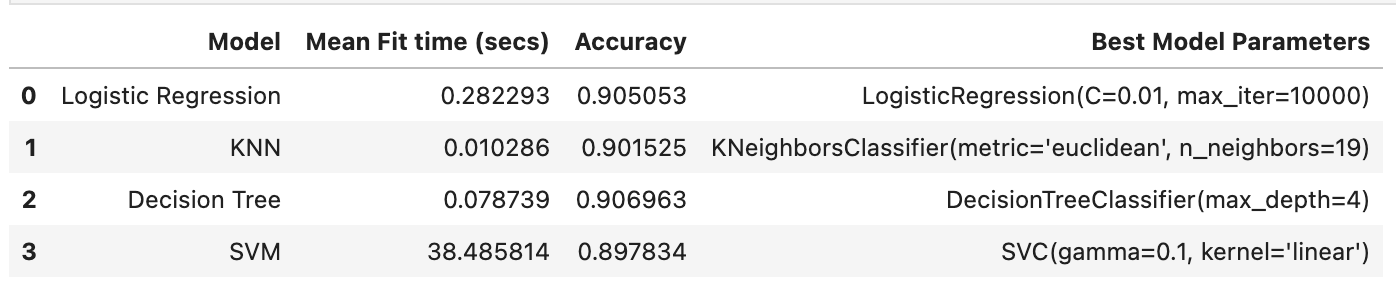 Model Mean Fit time (secs) Accuracy Best Model Parameters
0 Logistic Regression 0.282293 0.905053 LogisticRegression(C=0.01, max_iter=10000)
1 KNN 0.010286 0.901525 KNeighborsClassifier(metric='euclidean', n_neighbors=19)
2 Decision Tree 0.078739 0.906963 DecisionTreeClassifier(max_depth=4)
3 SVM 38.485814 0.897834 SVC(gamma=0.1, kernel='linear')